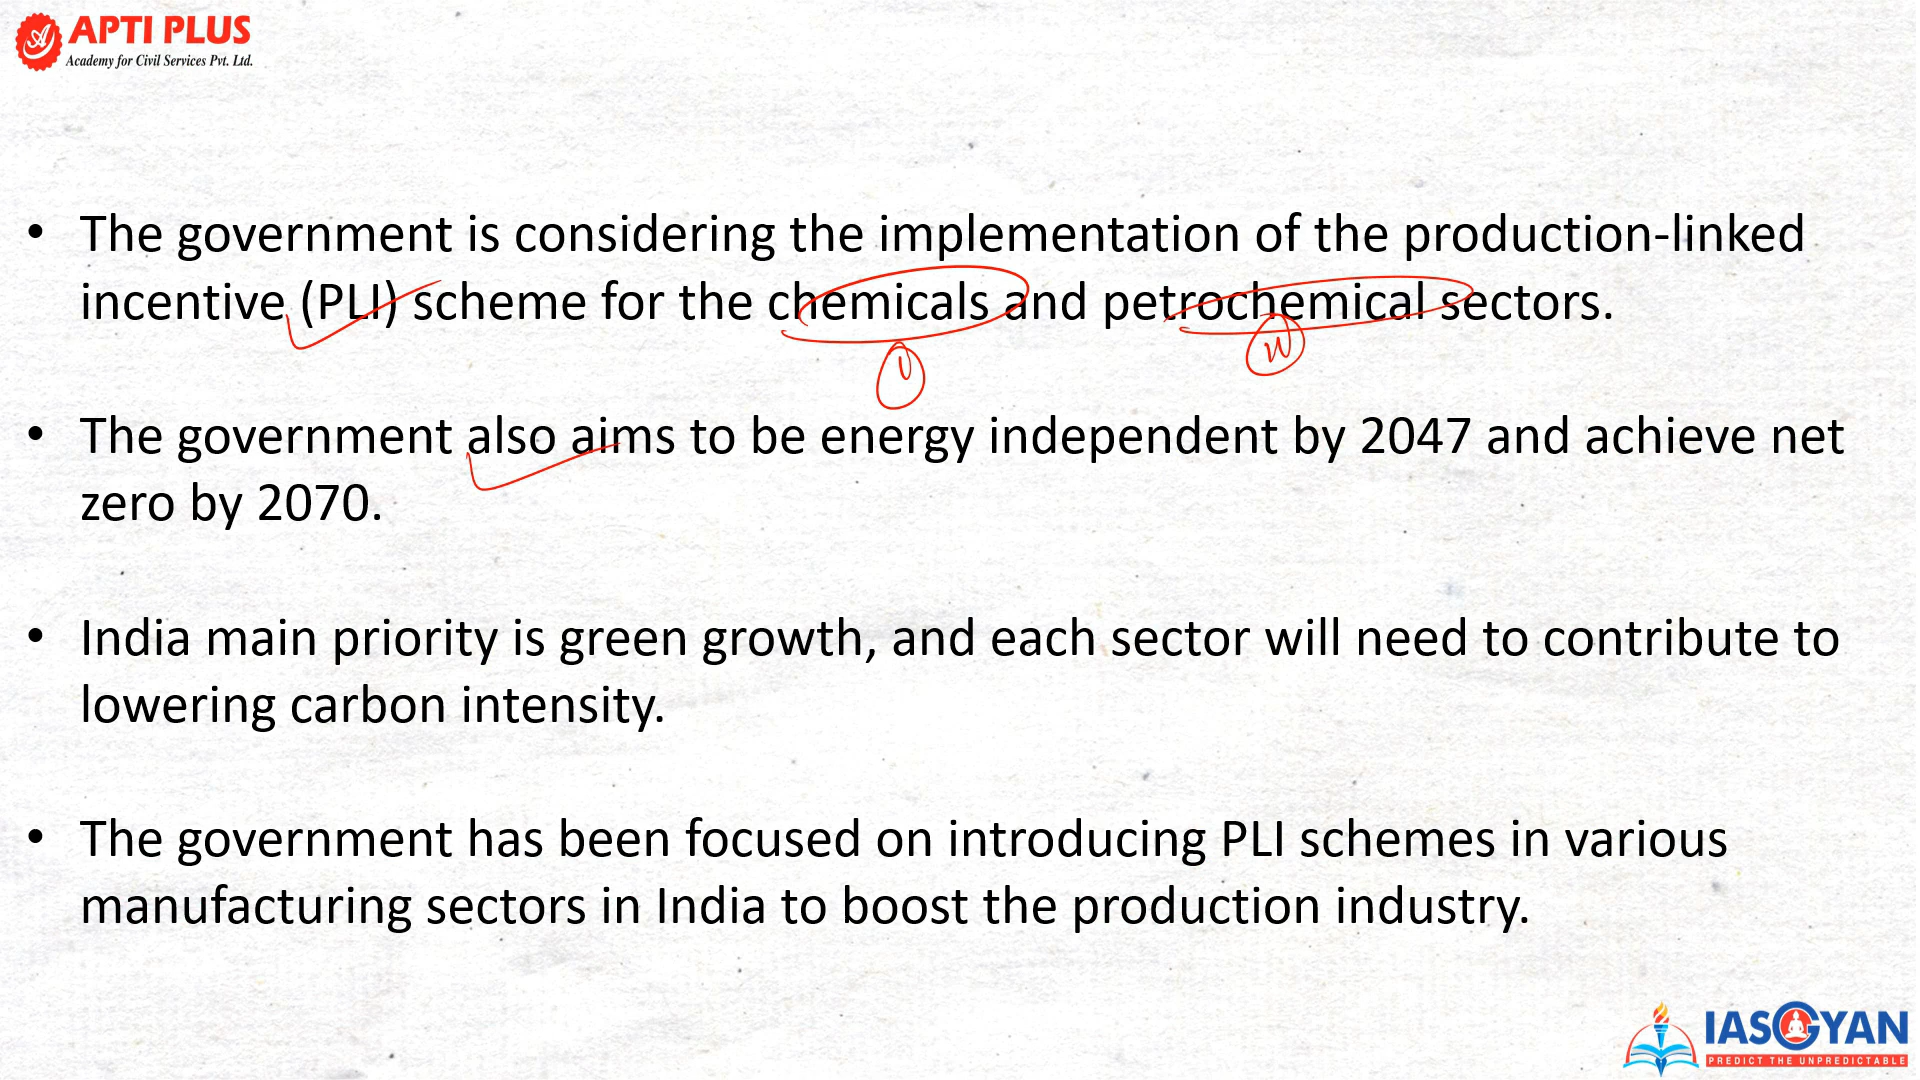 APTI PLUS
Academy for Civil Services Pvt. Ltd.
• The government is considering the implementation of the production-linked
incentive (PLI) scheme for the chemicals and petrochemical sectors.
• The government also aims to be energy independent by 2047 and achieve net
zero by 2070.
• India main priority is green growth, and each sector will need to contribute to
lowering carbon intensity.
• The government has been focused on introducing PLI schemes in various
manufacturing sectors in India to boost the production industry.
IASGYAN
PREDICT THE UNPREDICTABLE